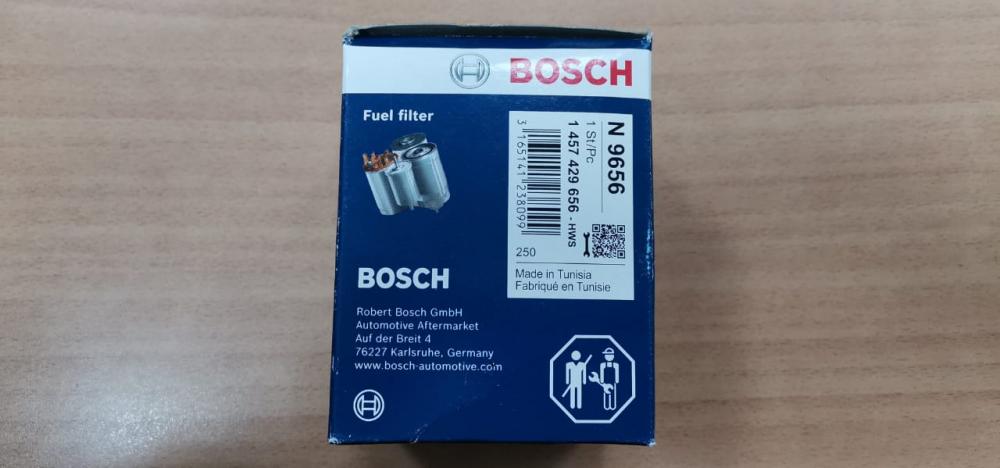 BOSCH
Fuel filter
N 9656
1 St/Pc
1 457 429 656 - HWS
3 165141 238099
250
Made in Tunisia
Fabriqué en Tunisie
BOSCH
Robert Bosch GmbH
Automotive Aftermarket
Auf der Breit 4
76227 Karlsruhe, Germany
www.bosch-automotive.com